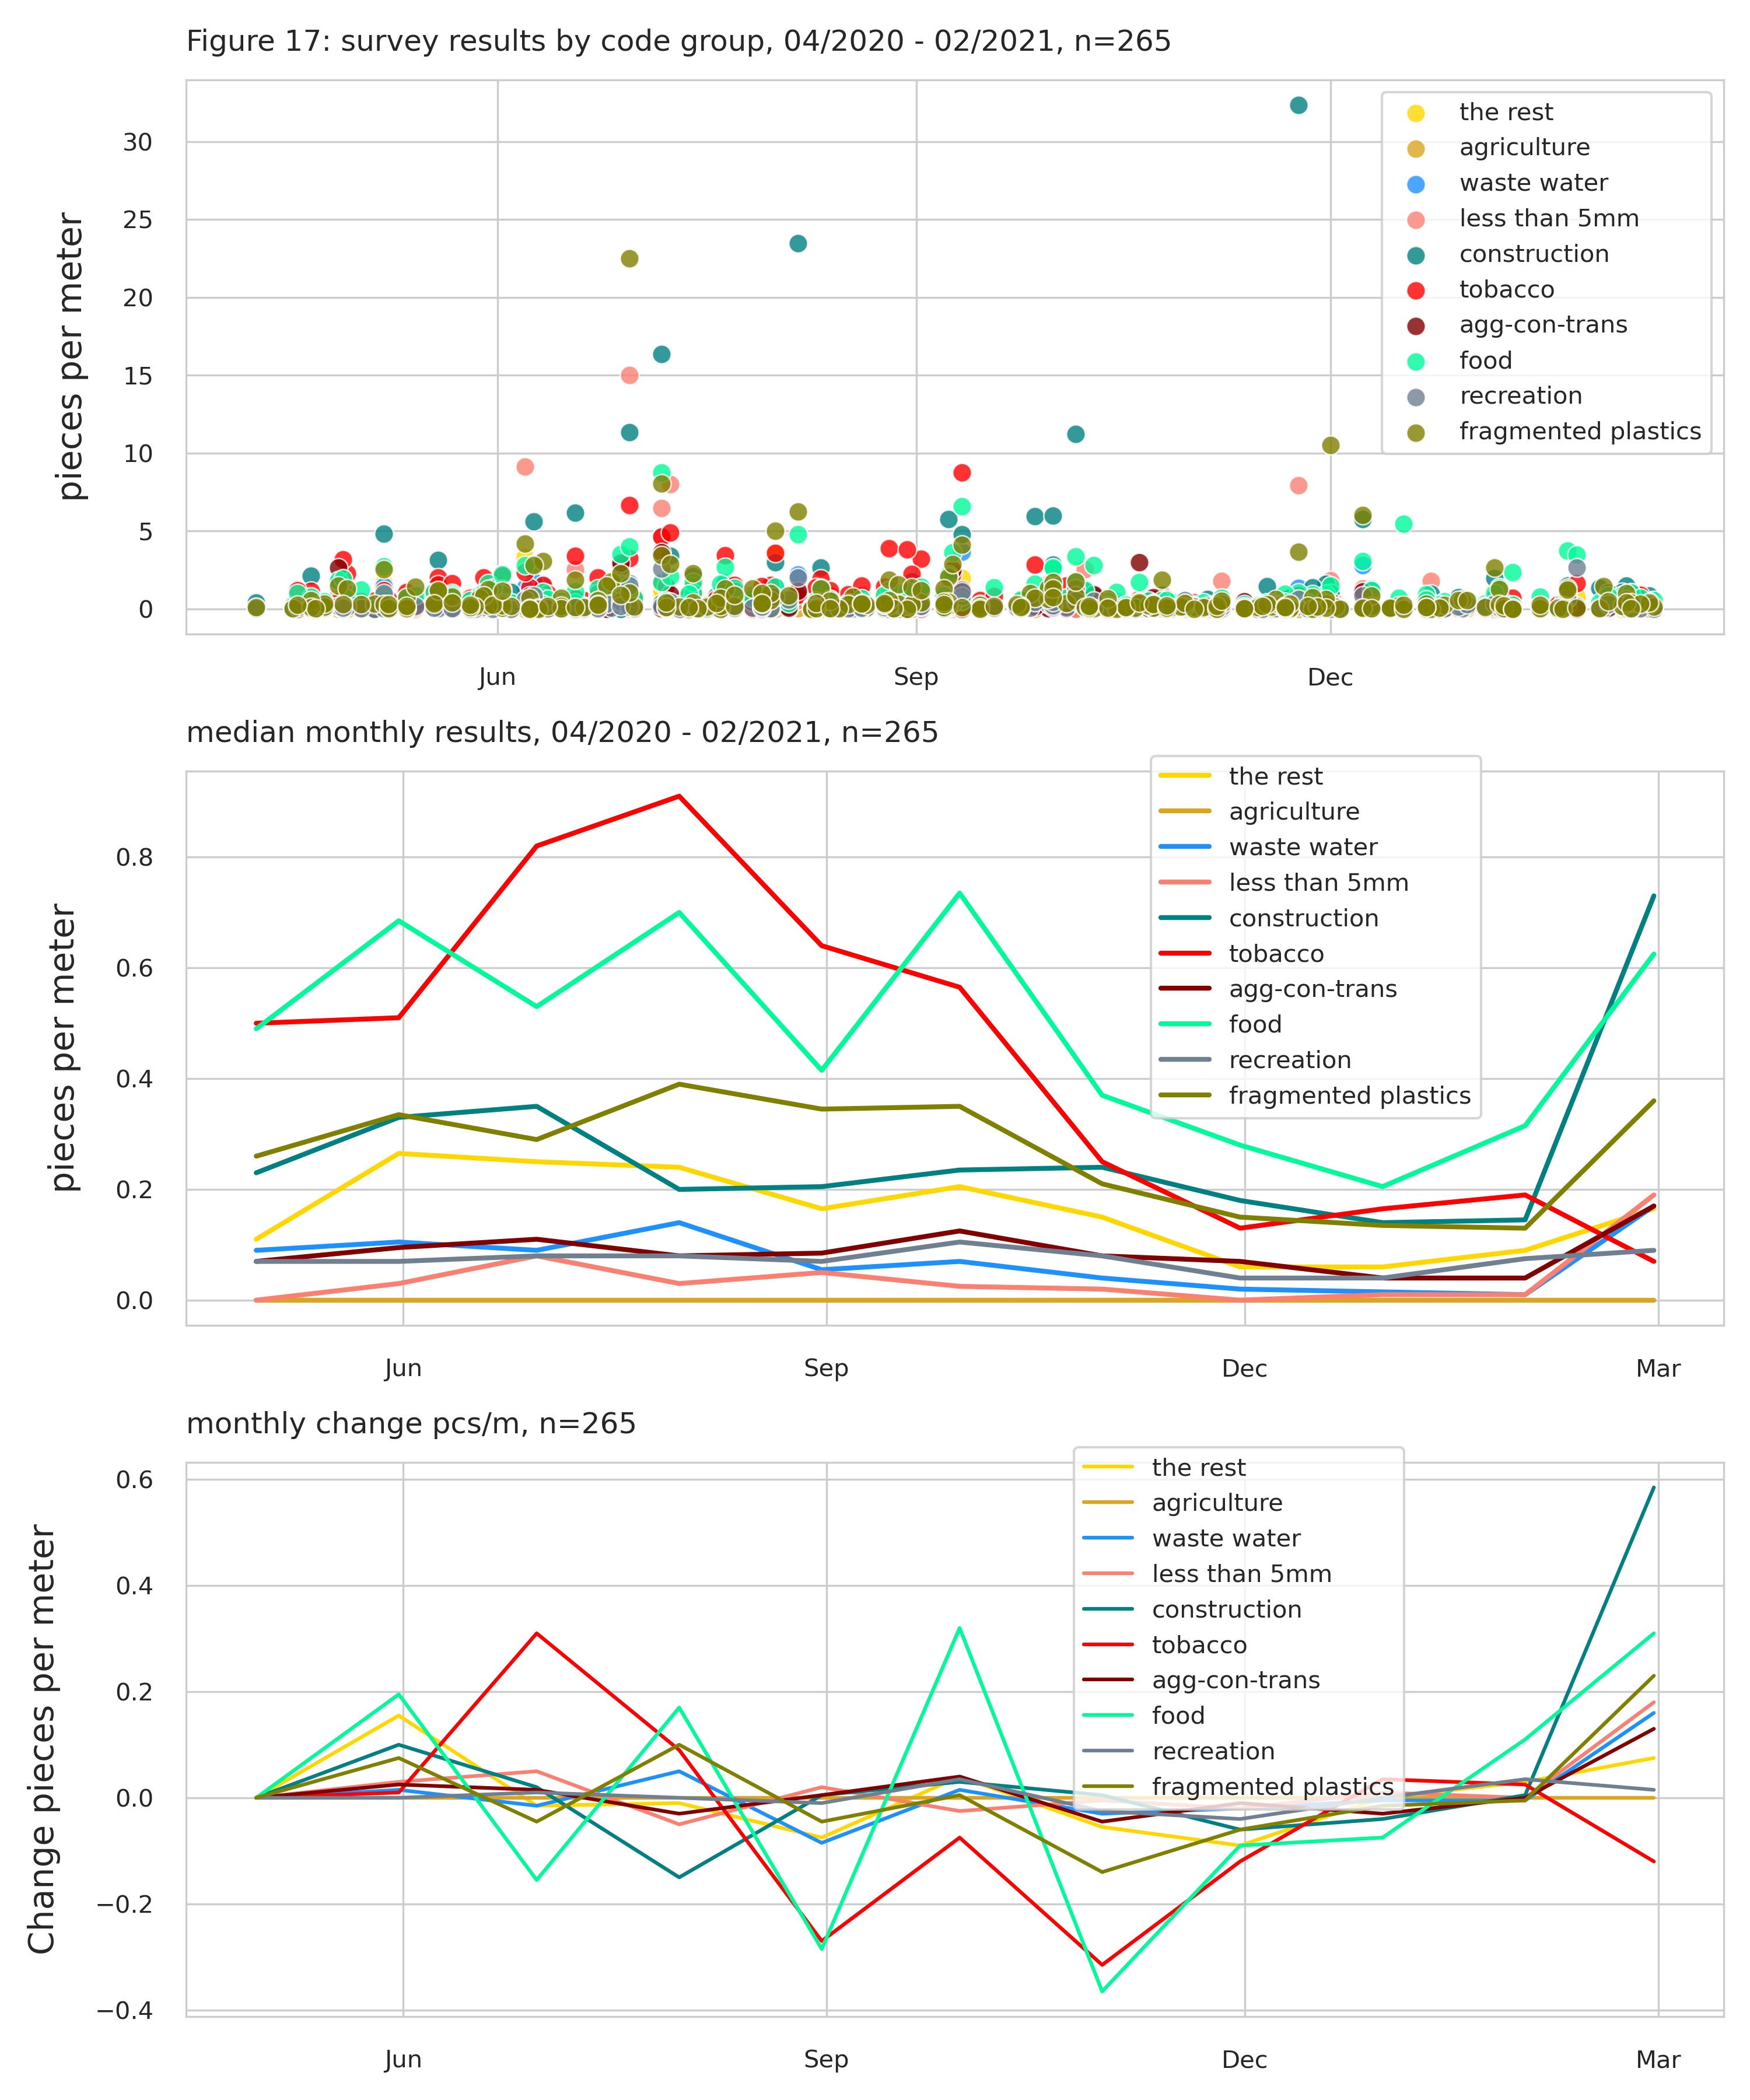 Figure 17: survey results by code group, 04/2020 - 02/2021, n=265
pieces per meter
30
25
20
15
10
5
0
the rest
agriculture
waste water
less than 5mm
construction
tobacco
agg-con-trans
food
recreation
fragmented plastics
Jun
Sep
Dec
median monthly results, 04/2020 - 02/2021, n=265
pieces per meter
0.8
0.6
0.4
0.2
0.0
the rest
agriculture
waste water
less than 5mm
construction
tobacco
agg-con-trans
food
recreation
fragmented plastics
Jun
Sep
Dec
Mar
monthly change pcs/m, n=265
Change pieces per meter
0.6
0.4
0.2
0.0
−0.2
−0.4
the rest
agriculture
waste water
less than 5mm
construction
tobacco
agg-con-trans
food
recreation
fragmented plastics
Jun
Sep
Dec
Mar